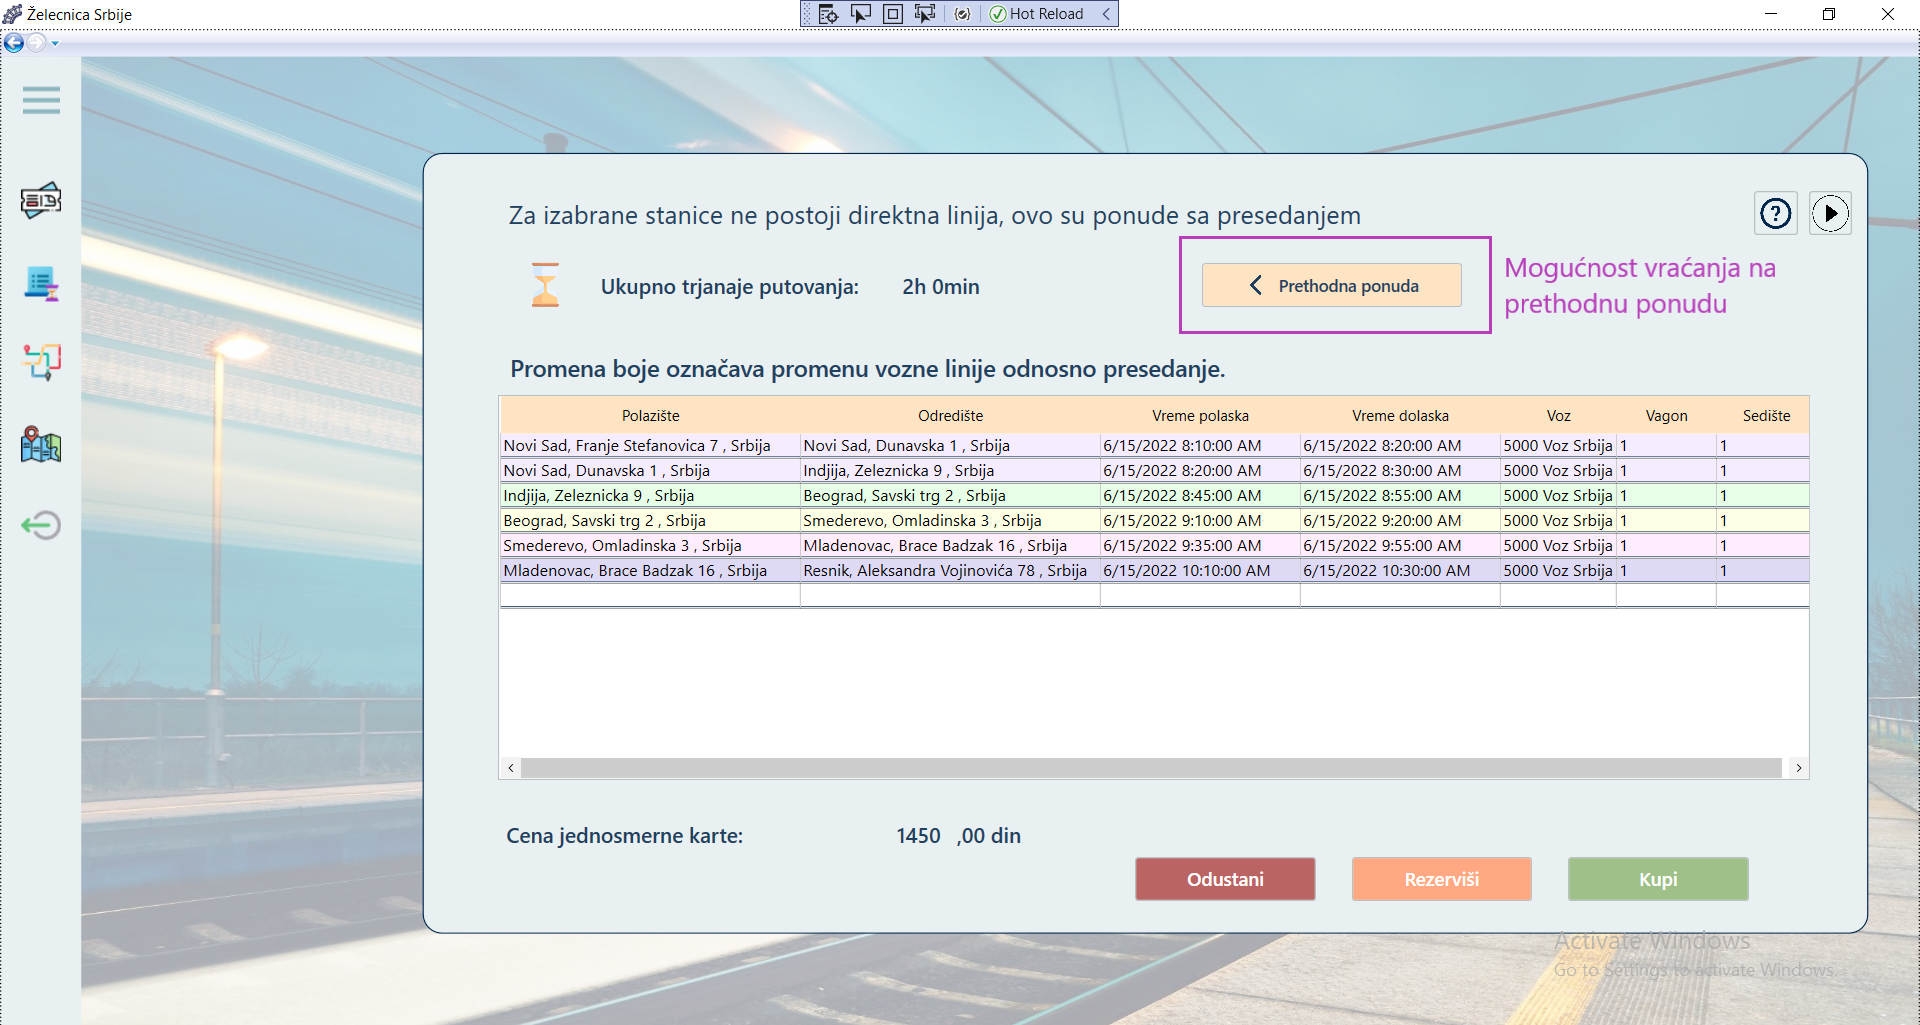 Želecnica Srbije
Hot Reload
Za izabrane stanice ne postoji direktna linija, ovo su ponude sa presedanjem
Ukupno trjanaje putovanja: 2h 0min
Prethodna ponuda
Mogućnost vraćanja na
prethodnu ponudu
Promena boje označava promenu vozne linije odnosno presedanje.
Polazište Odredište Vreme polaska Vreme dolaska Voz Vagon Sedište
Novi Sad, Franje Stefanovica 7 , Srbija Novi Sad, Dunavska 1 , Srbija 6/15/2022 8:10:00 AM 6/15/2022 8:20:00 AM 5000 Voz Srbija 1 1
Novi Sad, Dunavska 1 , Srbija Indjija, Zeleznicka 9 , Srbija 6/15/2022 8:20:00 AM 6/15/2022 8:30:00 AM 5000 Voz Srbija 1 1
Indjija, Zeleznicka 9 , Srbija Beograd, Savski trg 2 , Srbija 6/15/2022 8:45:00 AM 6/15/2022 8:55:00 AM 5000 Voz Srbija 1 1
Beograd, Savski trg 2 , Srbija Smederevo, Omladinska 3 , Srbija 6/15/2022 9:10:00 AM 6/15/2022 9:20:00 AM 5000 Voz Srbija 1 1
Smederevo, Omladinska 3 , Srbija Mladenovac, Brace Badzak 16 , Srbija 6/15/2022 9:35:00 AM 6/15/2022 9:55:00 AM 5000 Voz Srbija 1 1
Mladenovac, Brace Badzak 16 , Srbija Resnik, Aleksandra Vojinovića 78 , Srbija 6/15/2022 10:10:00 AM 6/15/2022 10:30:00 AM 5000 Voz Srbija 1 1
Cena jednosmerne karte: 1450 ,00 din
Odustani Rezerviši Kupi
Activate Windows
Go to Settings to activate Windows.